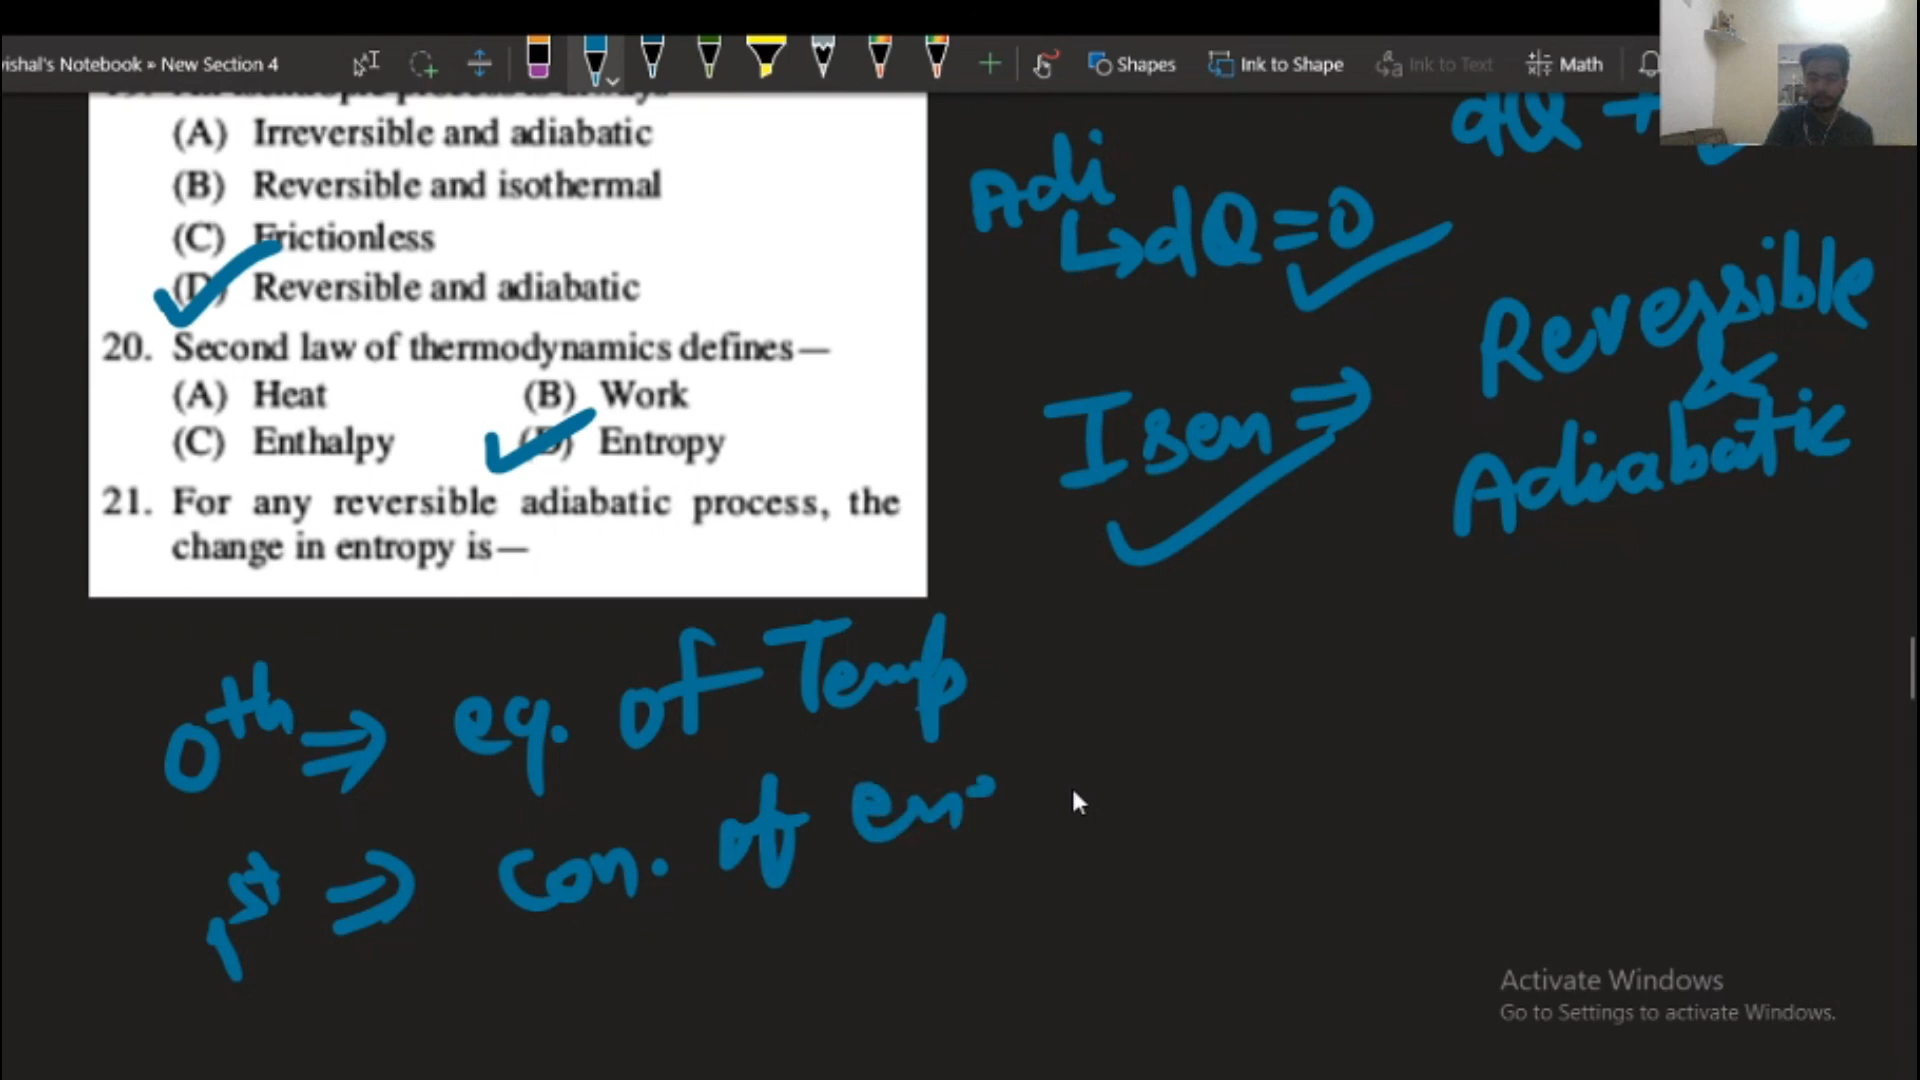 vishal's Notebook » New Section 4
Shapes
Ink to Shape
Ink to Text
Math
(A) Irreversible and adiabatic
(B) Reversible and isothermal
(C) Frictionless
(D) Reversible and adiabatic
20. Second law of thermodynamics defines—
(A) Heat (B) Work
(C) Enthalpy (D) Entropy
21. For any reversible adiabatic process, the
change in entropy is—
dQ
Adi
↳dQ=0
Isen ⇒
Reversible
&
Adiabatic
0th ⇒ eq. of Temp
1st ⇒ Con. of en
Activate Windows
Go to Settings to activate Windows.